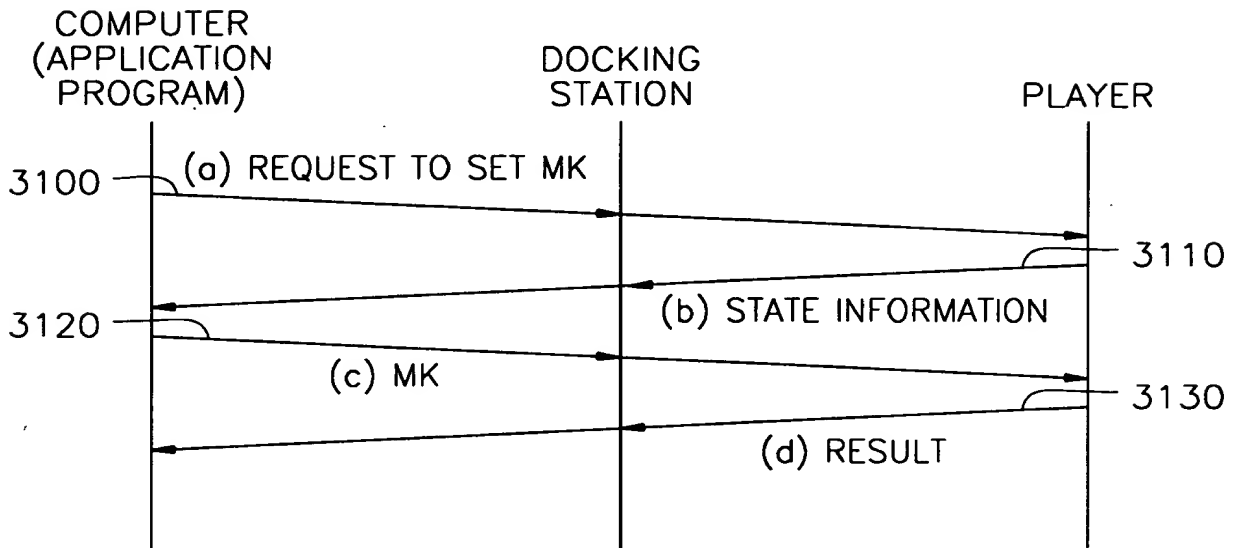 COMPUTER
(APPLICATION
PROGRAM)
DOCKING
STATION
PLAYER
(a) REQUEST TO SET MK
3100
3110
(b) STATE INFORMATION
3120
(c) MK
3130
(d) RESULT